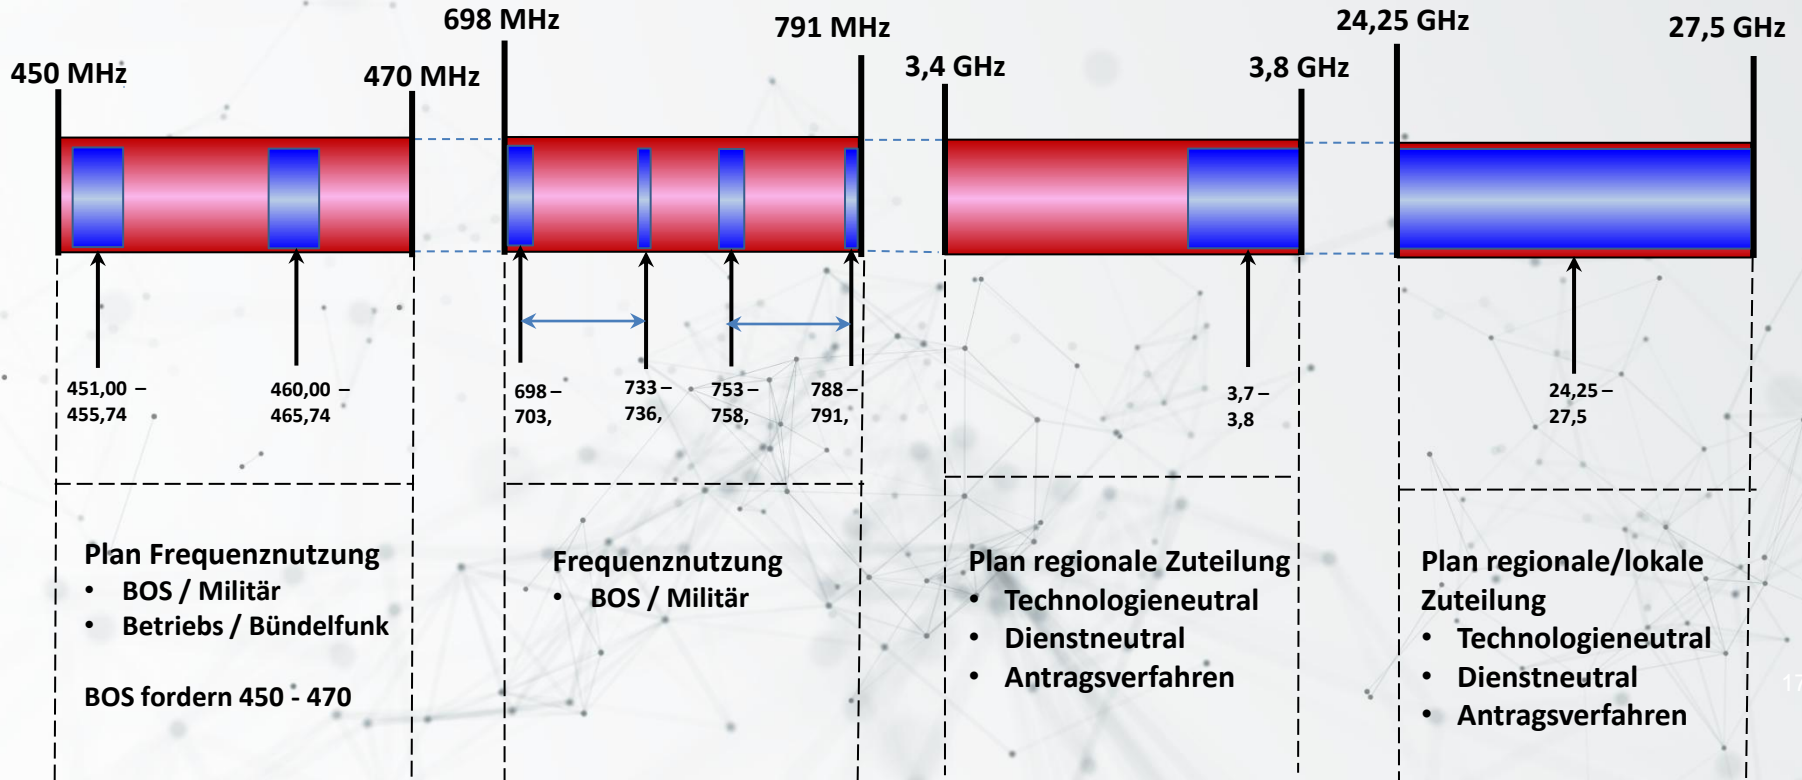 450 MHz
470 MHz
698 MHz
791 MHz
3,4 GHz
3,8 GHz
24,25 GHz
27,5 GHz
451,00 –
455,74
460,00 –
465,74
698–
703,
733–
736,
753–
758,
788–
791,
3,7 –
3,8
24,25–
27,5
Plan Frequenznutzung
• BOS / Militär
• Betriebs / Bündelfunk
BOS fordern 450 - 470
Frequenznutzung
• BOS / Militär
Plan regionale Zuteilung
• Technologieneutral
• Dienstneutral
• Antragsverfahren
Plan regionale/lokale
Zuteilung
• Technologieneutral
• Dienstneutral
• Antragsverfahren
17